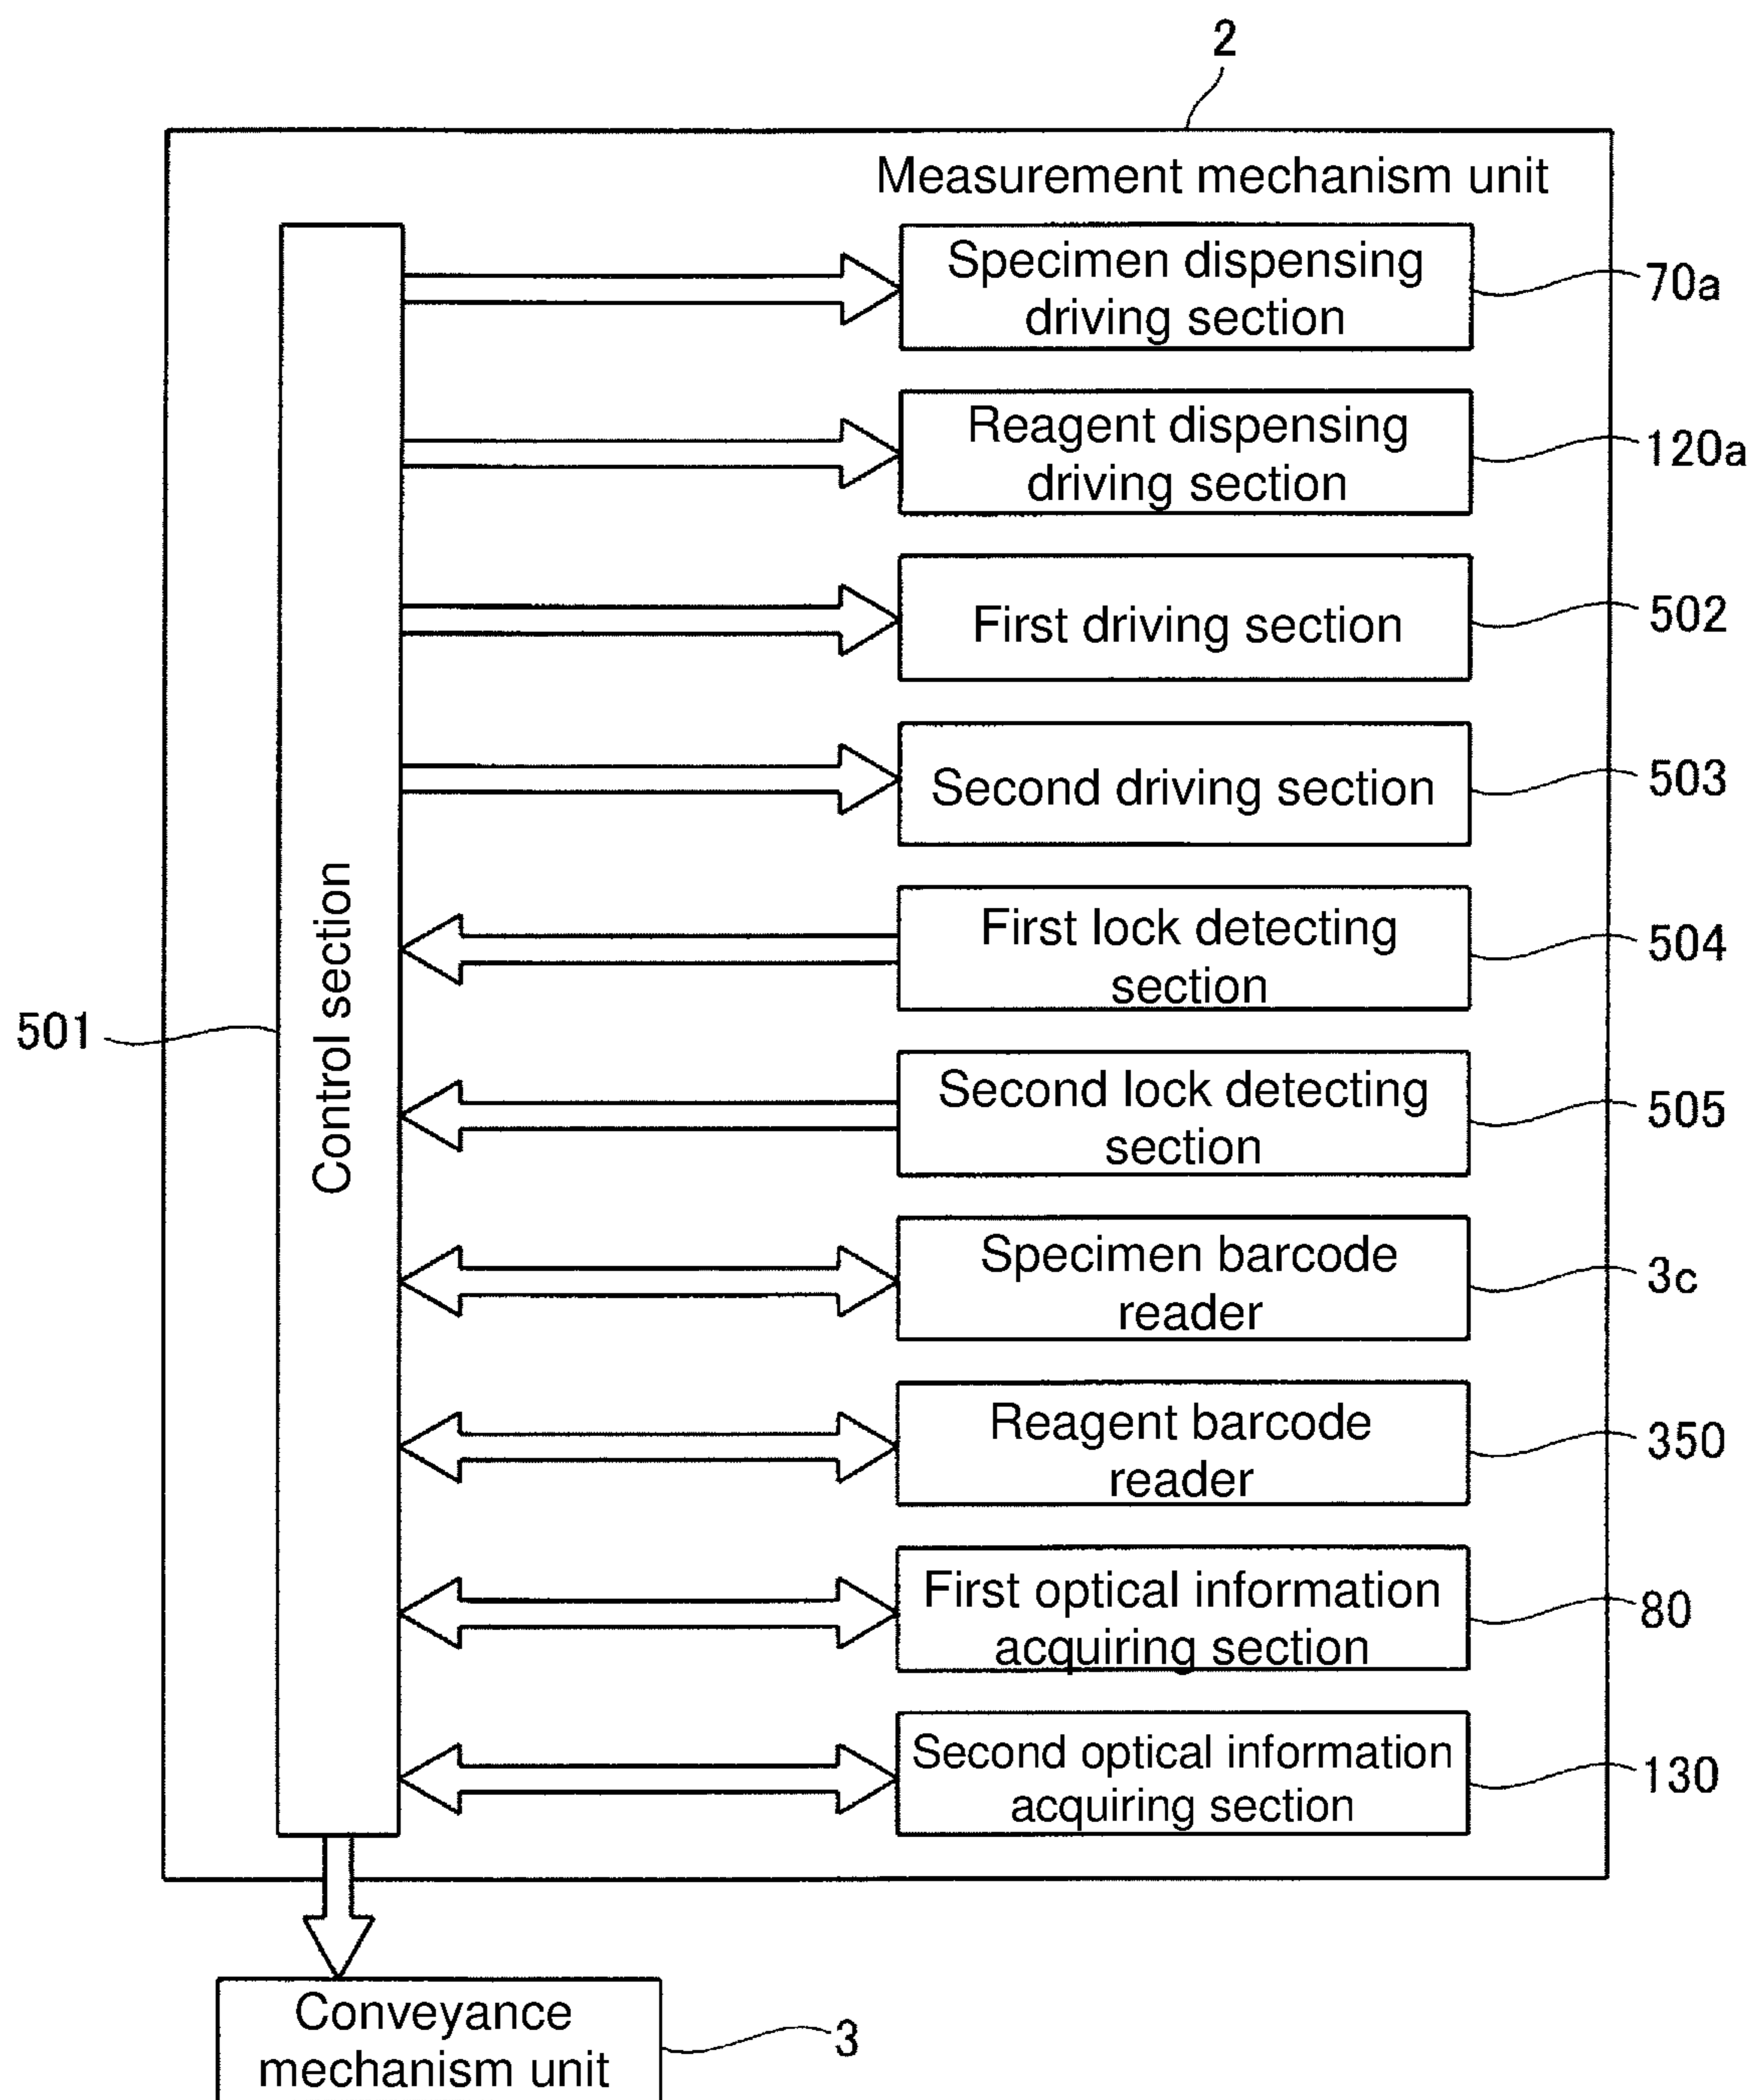 2
Measurement mechanism unit
Specimen dispensing
driving section
70a
Reagent dispensing
driving section
120a
First driving section
502
Second driving section
503
First lock detecting
section
504
Control section
501
Second lock detecting
section
505
Specimen barcode
reader
3c
Reagent barcode
reader
350
First optical information
acquiring section
80
Second optical information
acquiring section
130
Conveyance
mechanism unit
3